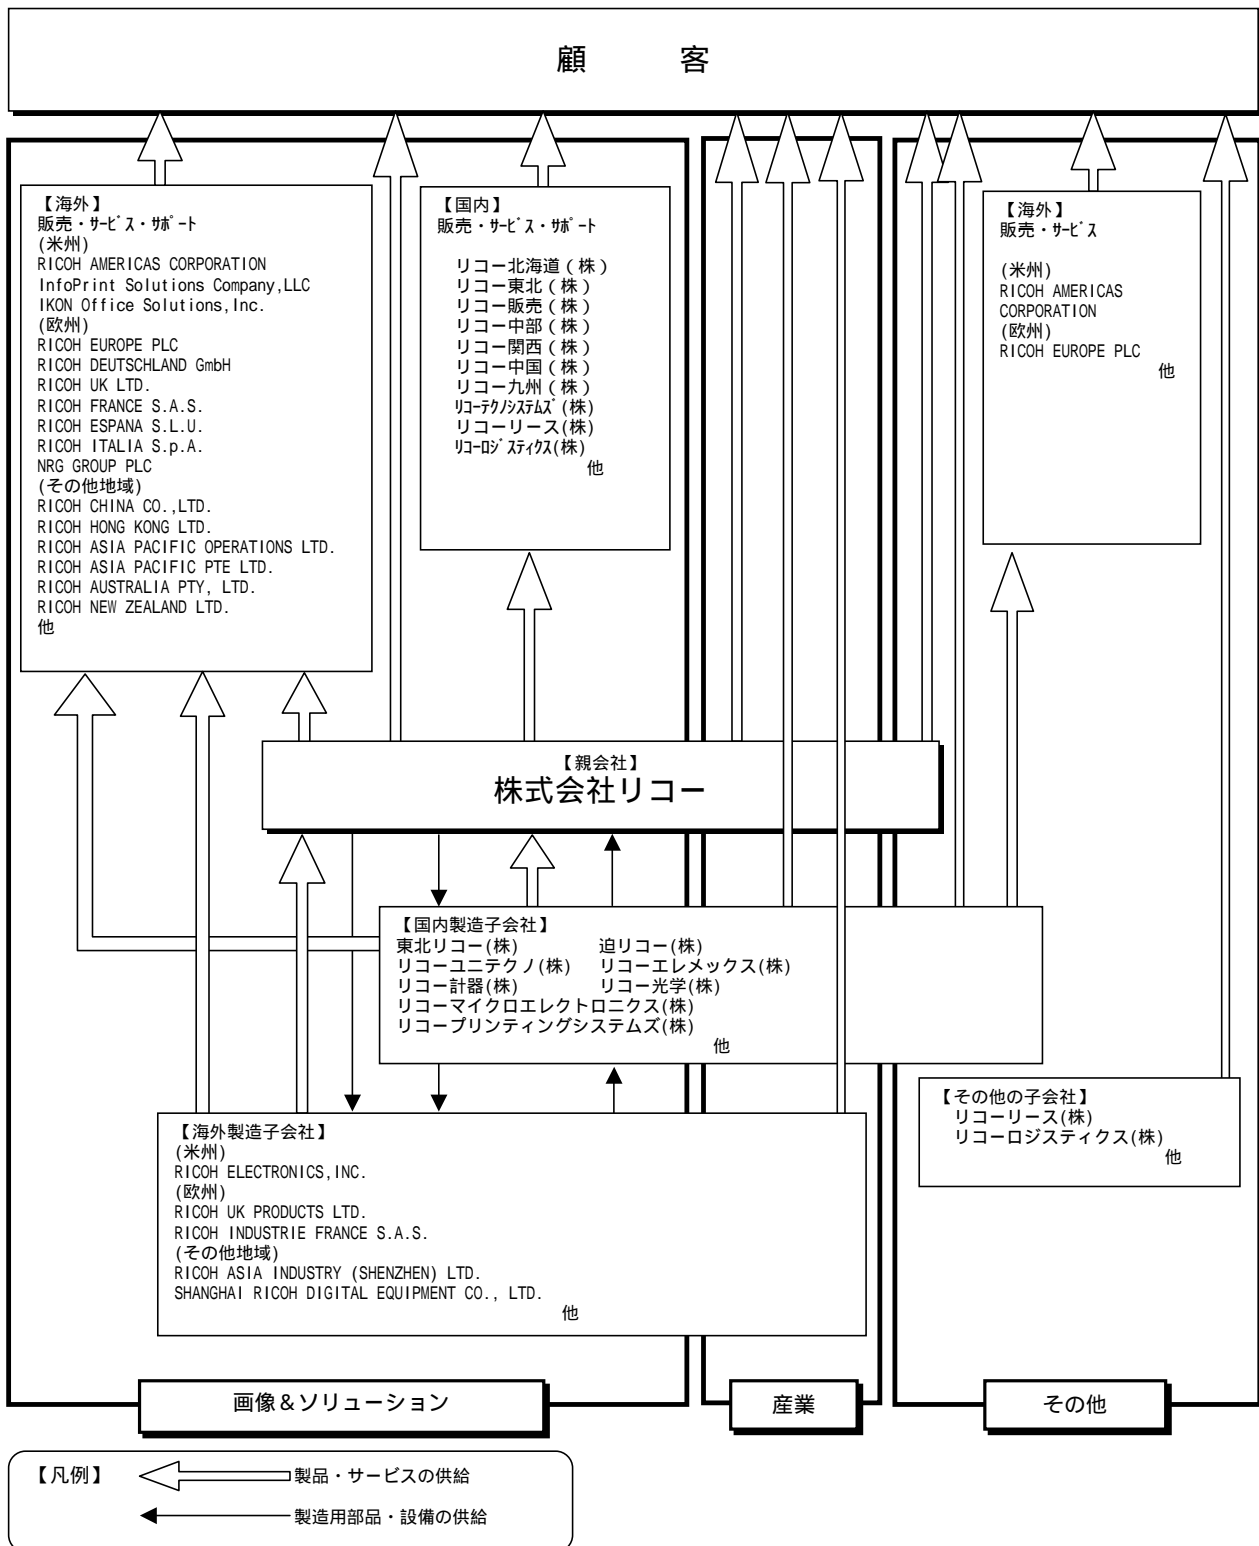 顧　客
【海外】
販売・ｻｰﾋﾞｽ・ｻﾎﾟｰﾄ
(米州)
RICOH AMERICAS CORPORATION
InfoPrint Solutions Company,LLC
IKON Office Solutions,Inc.
(欧州)
RICOH EUROPE PLC
RICOH DEUTSCHLAND GmbH
RICOH UK LTD.
RICOH FRANCE S.A.S.
RICOH ESPANA S.L.U.
RICOH ITALIA S.p.A.
NRG GROUP PLC
(その他地域)
RICOH CHINA CO.,LTD.
RICOH HONG KONG LTD.
RICOH ASIA PACIFIC OPERATIONS LTD.
RICOH ASIA PACIFIC PTE LTD.
RICOH AUSTRALIA PTY, LTD.
RICOH NEW ZEALAND LTD.
他
【国内】
販売・ｻｰﾋﾞｽ・ｻﾎﾟｰﾄ
リコー北海道（株）
リコー東北（株）
リコー販売（株）
リコー中部（株）
リコー関西（株）
リコー中国（株）
リコー九州（株）
ﾘｺｰﾃｸﾉｼｽﾃﾑｽﾞ(株)
リコーリース(株)
ﾘｺｰﾛｼﾞｽﾃｨｸｽ(株)
他
【海外】
販売・ｻｰﾋﾞｽ
(米州)
RICOH AMERICAS
CORPORATION
(欧州)
RICOH EUROPE PLC
他
【親会社】
株式会社リコー
【国内製造子会社】
東北リコー(株)　迫リコー(株)
リコーユニテクノ(株)　リコーエレメックス(株)
リコー計器(株)　リコー光学(株)
リコーマイクロエレクトロニクス(株)
リコープリンティングシステムズ(株)
他
【その他の子会社】
リコーリース(株)
リコーロジスティクス(株)
他
【海外製造子会社】
(米州)
RICOH ELECTRONICS,INC.
(欧州)
RICOH UK PRODUCTS LTD.
RICOH INDUSTRIE FRANCE S.A.S.
(その他地域)
RICOH ASIA INDUSTRY (SHENZHEN) LTD.
SHANGHAI RICOH DIGITAL EQUIPMENT CO., LTD.
他
画像＆ソリューション
産業
その他
【凡例】　製品・サービスの供給
製造用部品・設備の供給